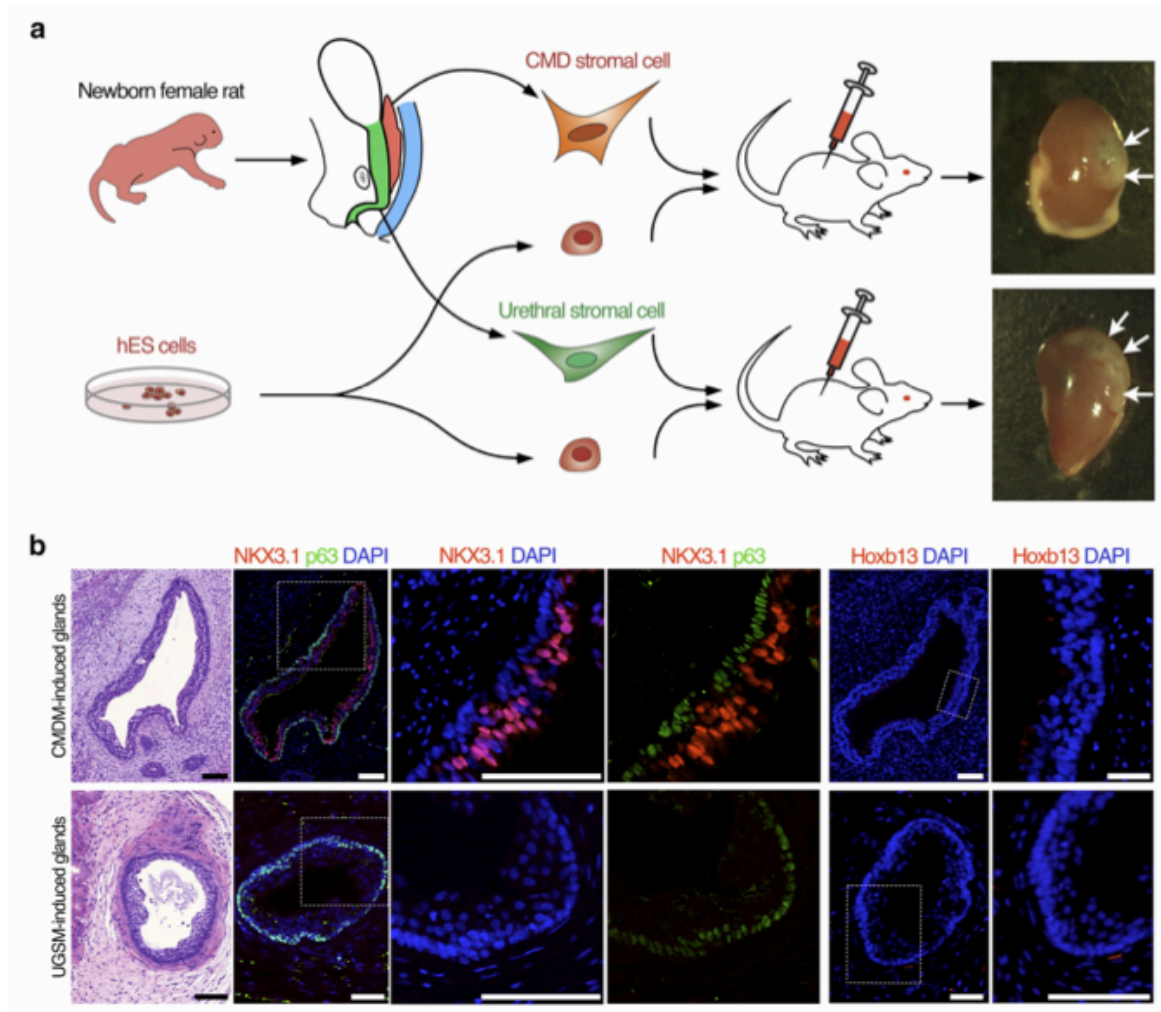 a
Newborn female rat
CMD stromal cell
hES cells
Urethral stromal cell
b
NKX3.1 p63 DAPI
NKX3.1 DAPI
NKX3.1 p63
Hoxb13 DAPI
Hoxb13 DAPI
CMDM-induced glands
UGSM-induced glands